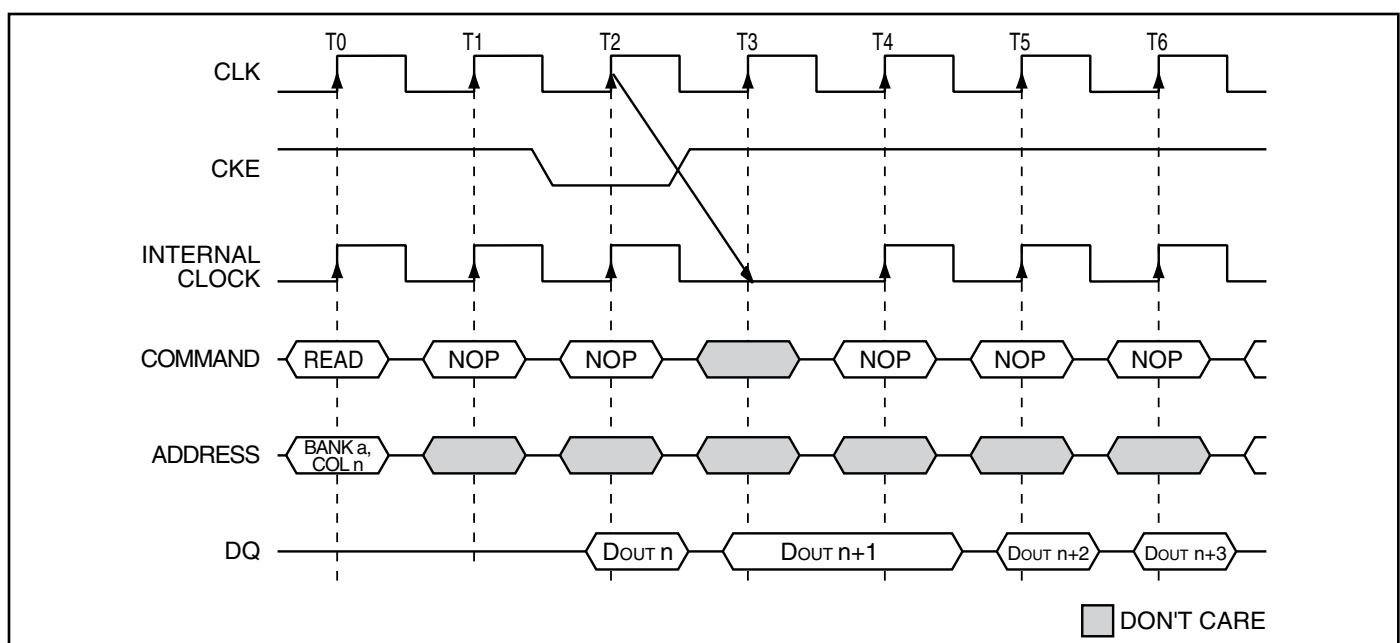 T0 T1 T2 T3 T4 T5 T6
CLK
CKE
INTERNAL
CLOCK
COMMAND READ NOP NOP NOP NOP NOP
ADDRESS BANK a,
COL n
DQ DOUT n DOUT n+1 DOUT n+2 DOUT n+3
DON'T CARE